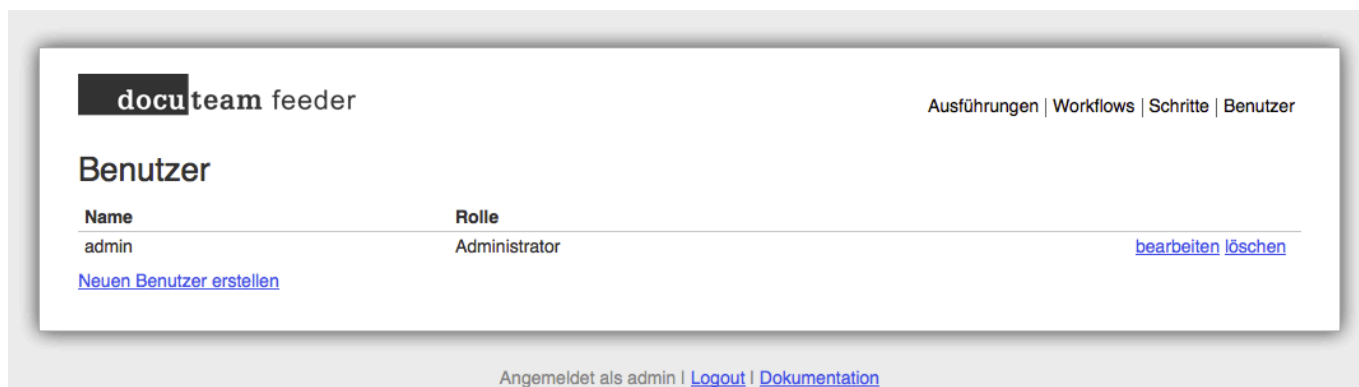 docuteam feeder
Ausführungen | Workflows | Schritte | Benutzer
Benutzer
Name Rolle
admin Administrator bearbeiten löschen
Neuen Benutzer erstellen
Angemeldet als admin | Logout | Dokumentation